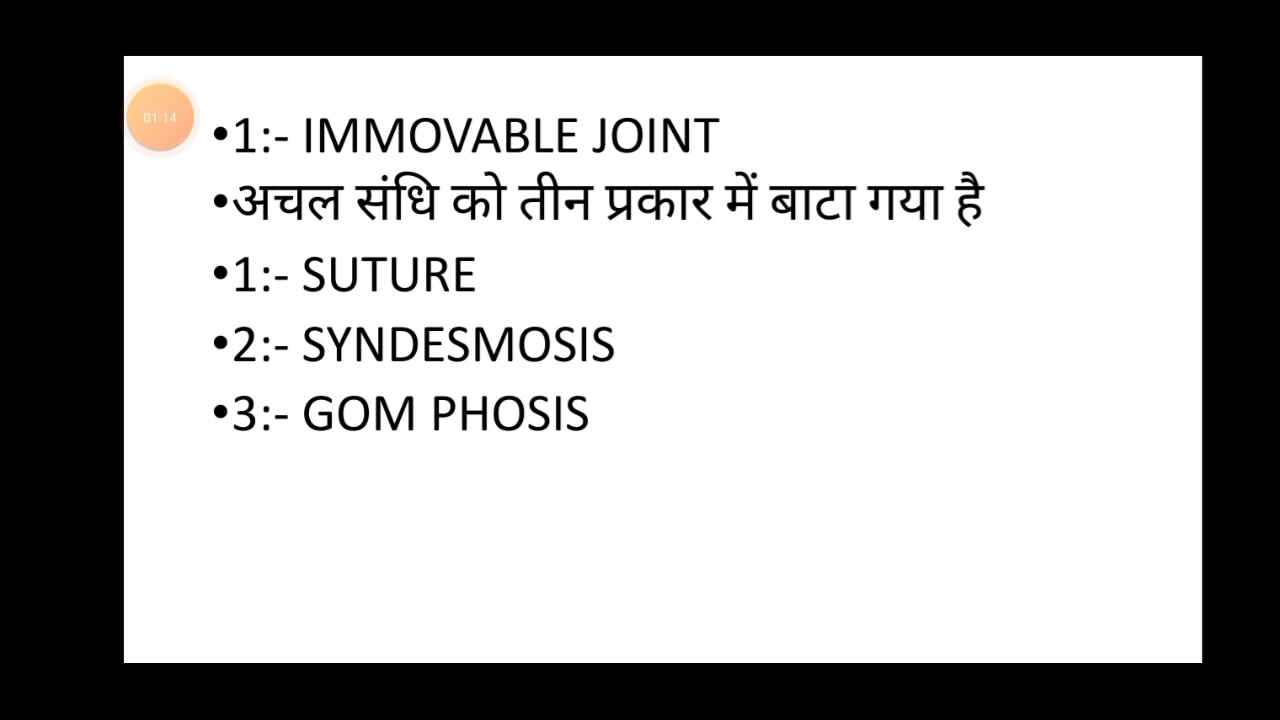 01:14
•1:- IMMOVABLE JOINT
•अचल संधि को तीन प्रकार में बाटा गया है
•1:- SUTURE
•2:- SYNDESMOSIS
•3:- GOM PHOSIS